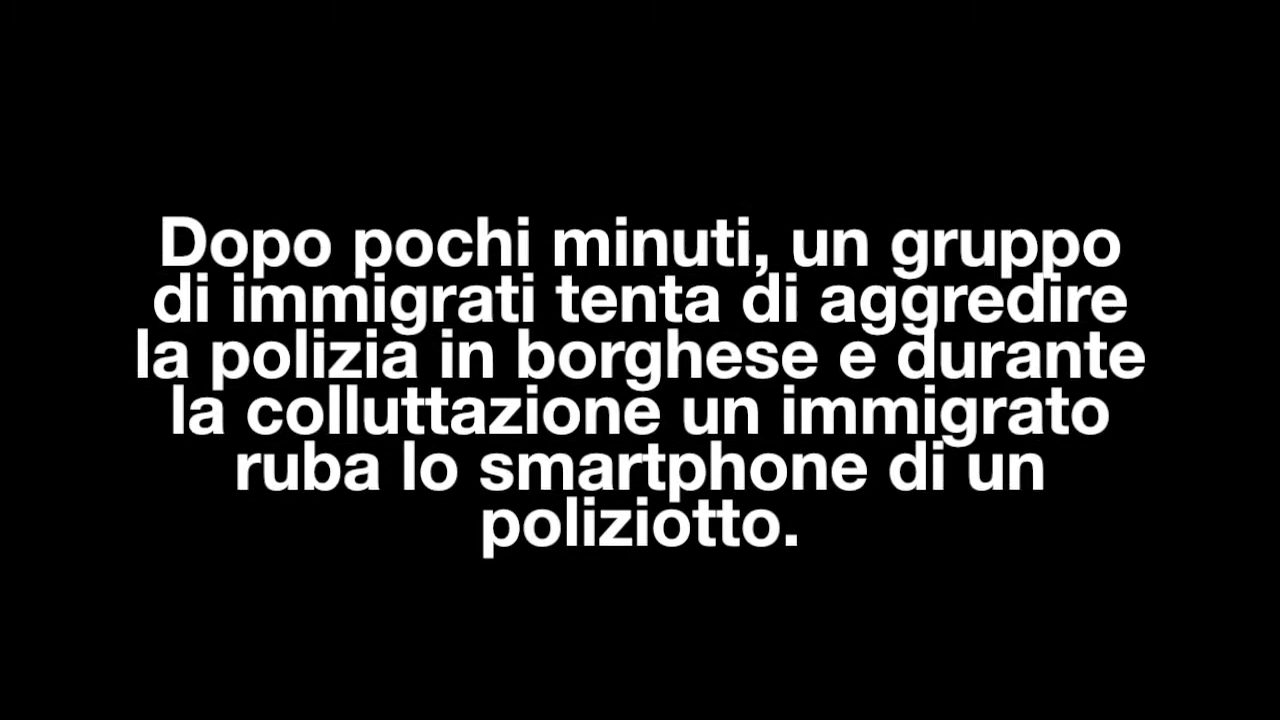 Dopo pochi minuti, un gruppo
di immigrati tenta di aggredire
la polizia in borghese e durante
la colluttazione un immigrato
ruba lo smartphone di un
poliziotto.